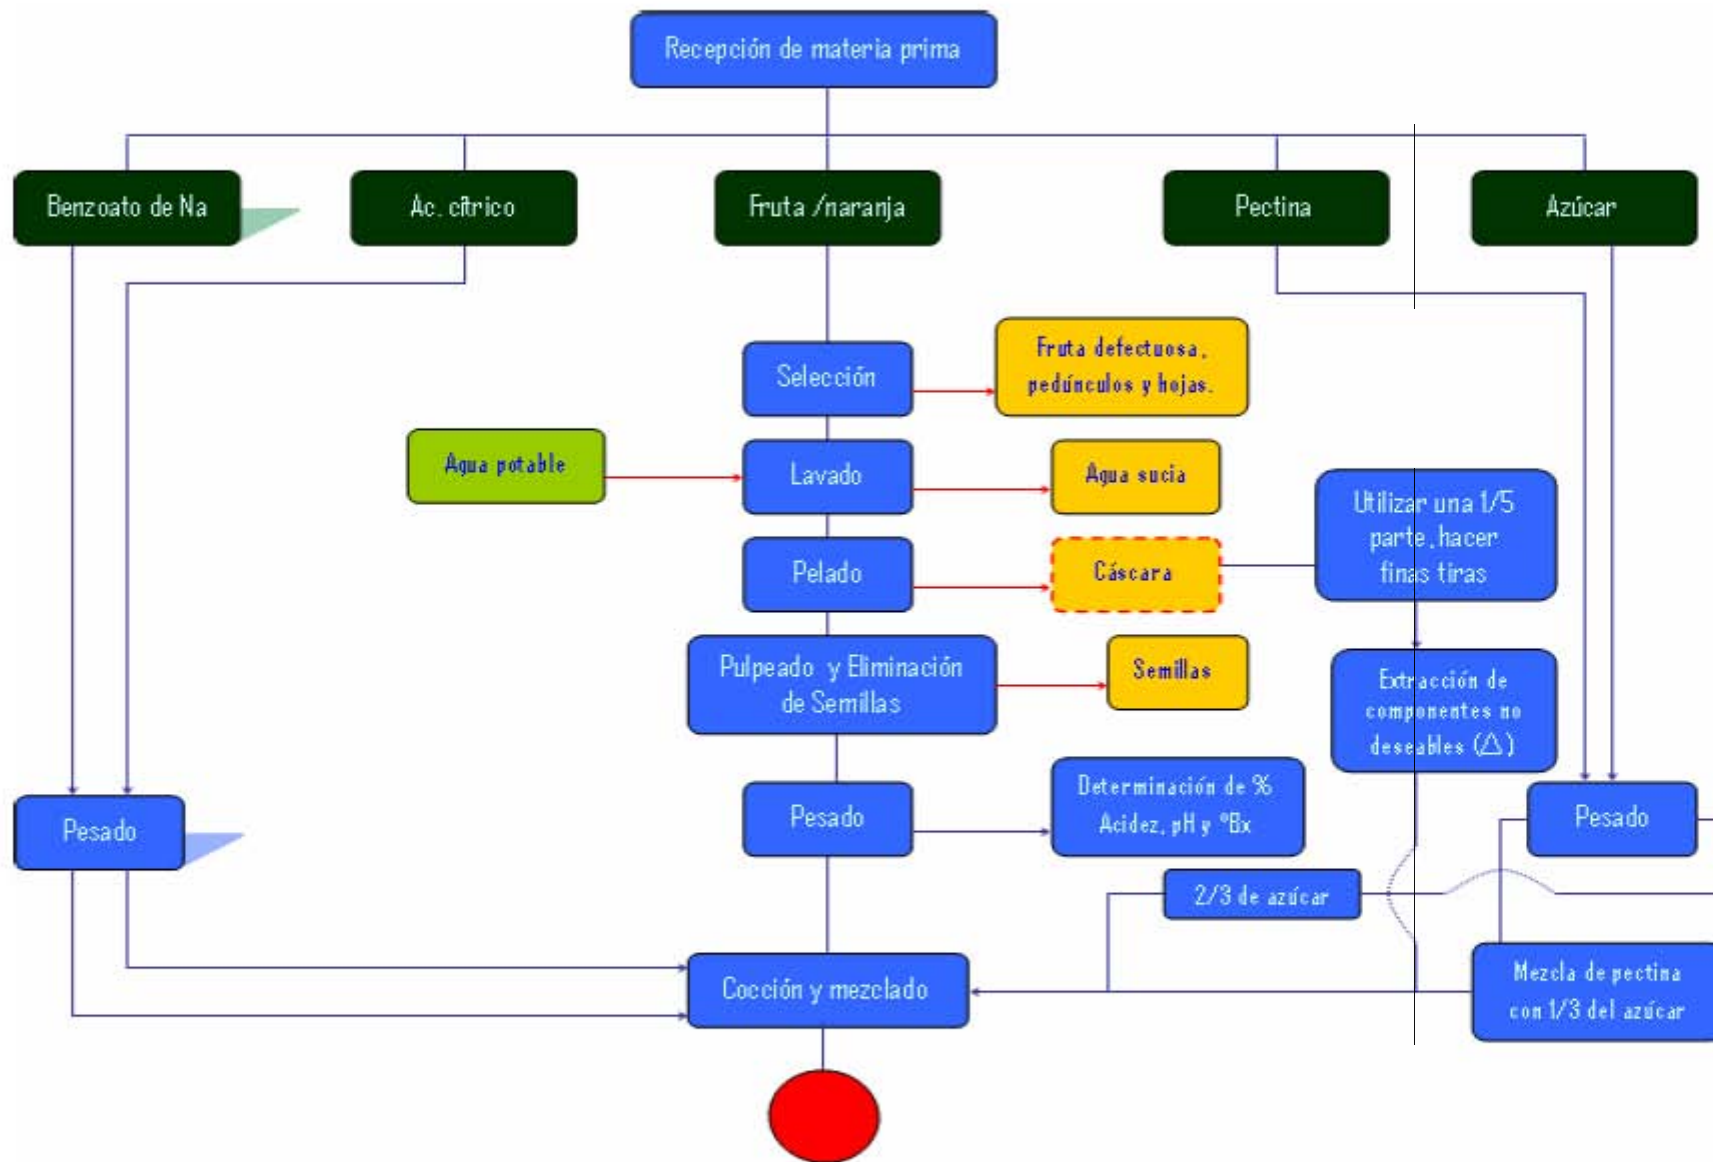 Recepción de materia prima
Benzoato de Na
Ac. cítrico
Fruta /naranja
Pectina
Azúcar
Selección
Fruta defectuosa,
pedúnculos y hojas.
Agua potable
Lavado
Agua sucia
Utilizar una 1/5
parte, hacer
finas tiras
Pelado
Cáscara
Pulpeado y Eliminación
de Semillas
Semillas
Extracción de
componentes no
deseables (△)
Pesado
Pesado
Determinación de %
Acidez, pH y °Bx
Pesado
2/3 de azúcar
Cocción y mezclado
Mezcla de pectina
con 1/3 del azúcar